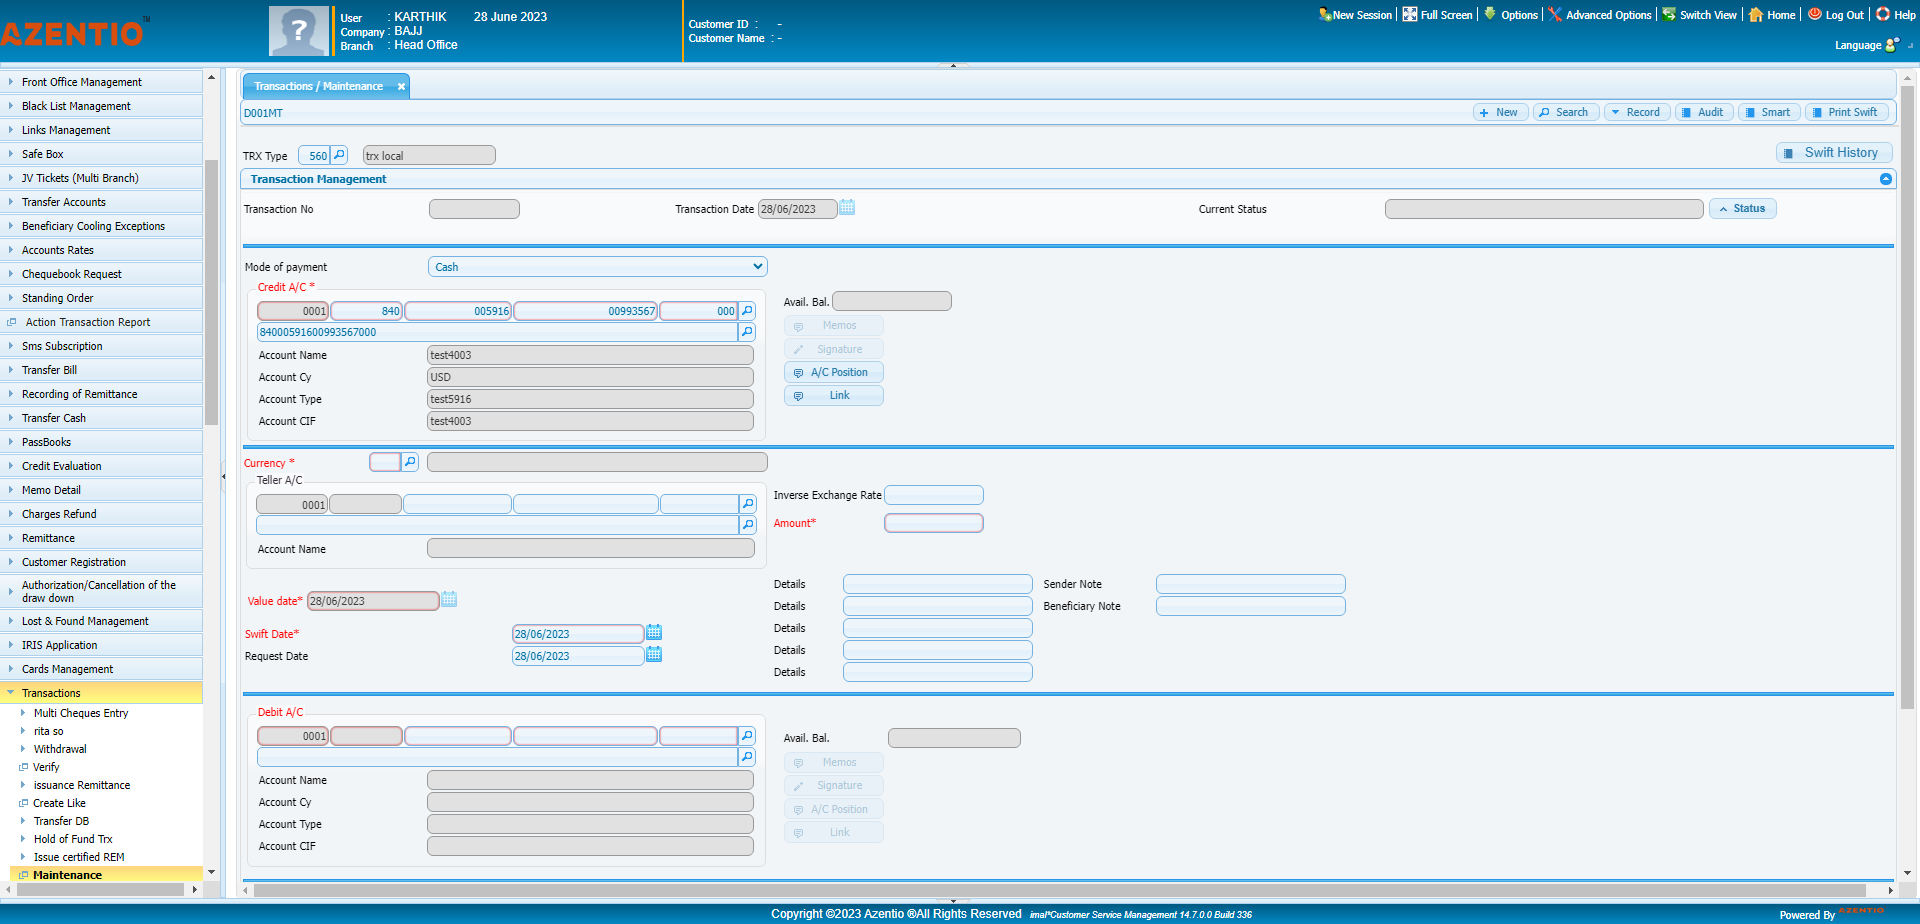 AZENTIO™
User : KARTHIK 28 June 2023
Company : BAJJ
Branch : Head Office
Customer ID : -
Customer Name : -
New Session
Full Screen
Options
Advanced Options
Switch View
Home
Log Out
Help
Language
Front Office Management
Black List Management
Links Management
Safe Box
JV Tickets (Multi Branch)
Transfer Accounts
Beneficiary Cooling Exceptions
Accounts Rates
Chequebook Request
Standing Order
Action Transaction Report
Sms Subscription
Transfer Bill
Recording of Remittance
Transfer Cash
PassBooks
Credit Evaluation
Memo Detail
Charges Refund
Remittance
Customer Registration
Authorization/Cancellation of the
draw down
Lost & Found Management
IRIS Application
Cards Management
Transactions
Multi Cheques Entry
rita so
Withdrawal
Verify
issuance Remittance
Create Like
Transfer DB
Hold of Fund Trx
Issue certified REM
Maintenance
Transactions / Maintenance
D001MT
New
Search
Record
Audit
Smart
Print Swift
TRX Type 560 trx local
Swift History
Transaction Management
Transaction No
Transaction Date 28/06/2023
Current Status
Status
Mode of payment Cash
Credit A/C *
0001 840 005916 00993567 000
84000591600993567000
Account Name test4003
Account Cy USD
Account Type test5916
Account CIF test4003
Avail. Bal.
Memos
Signature
A/C Position
Link
Currency *
Teller A/C
0001
Account Name
Inverse Exchange Rate
Amount*
Value date* 28/06/2023
Swift Date* 28/06/2023
Request Date 28/06/2023
Details
Details
Details
Details
Details
Sender Note
Beneficiary Note
Debit A/C
0001
Account Name
Account Cy
Account Type
Account CIF
Avail. Bal.
Memos
Signature
A/C Position
Link
Copyright ©2023 Azentio ®All Rights Reserved imal*Customer Service Management 14.7.0.0 Build 336
Powered By AZENTIO